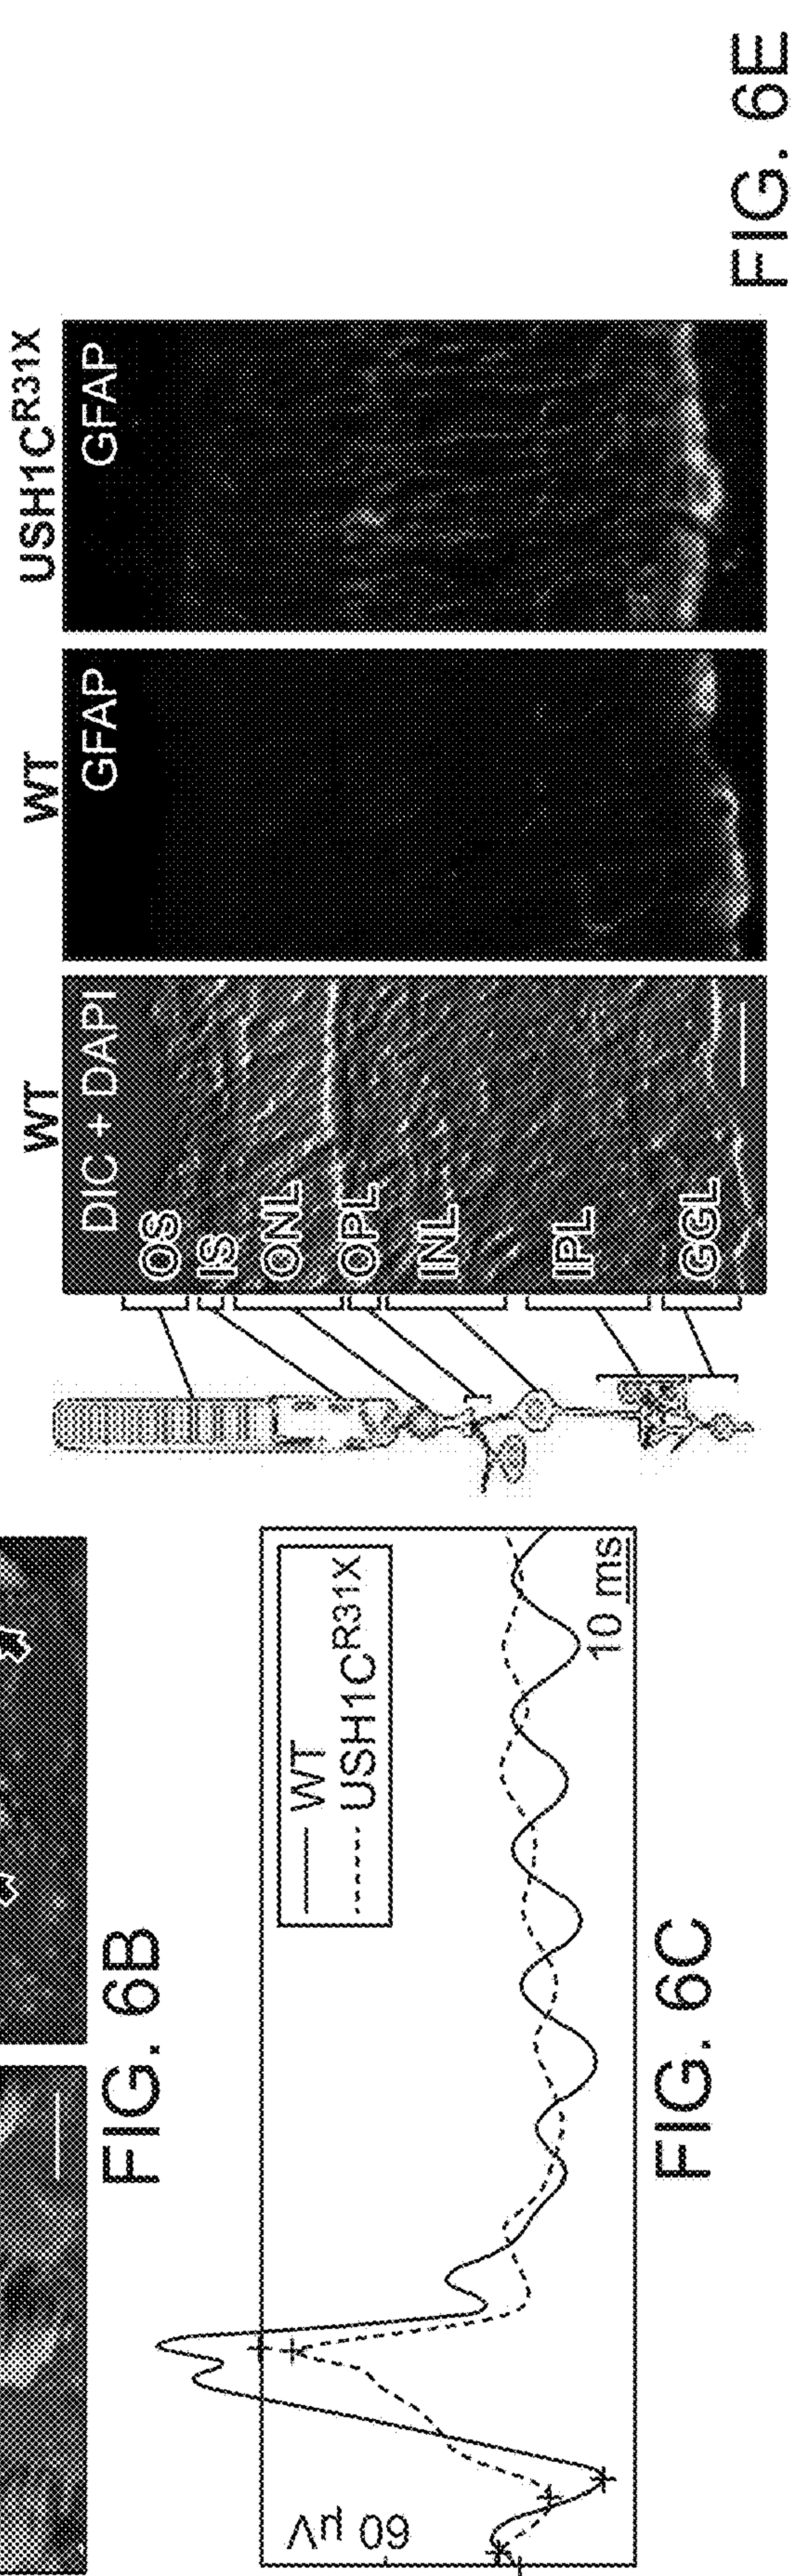 FIG. 6B
60 µV
WT
USH1C^R31X
10 ms
FIG. 6C
WT
DIC + DAPI
OS
IS
ONL
OPL
INL
IPL
GGL
WT
GFAP
USH1C^R31X
GFAP
FIG. 6E